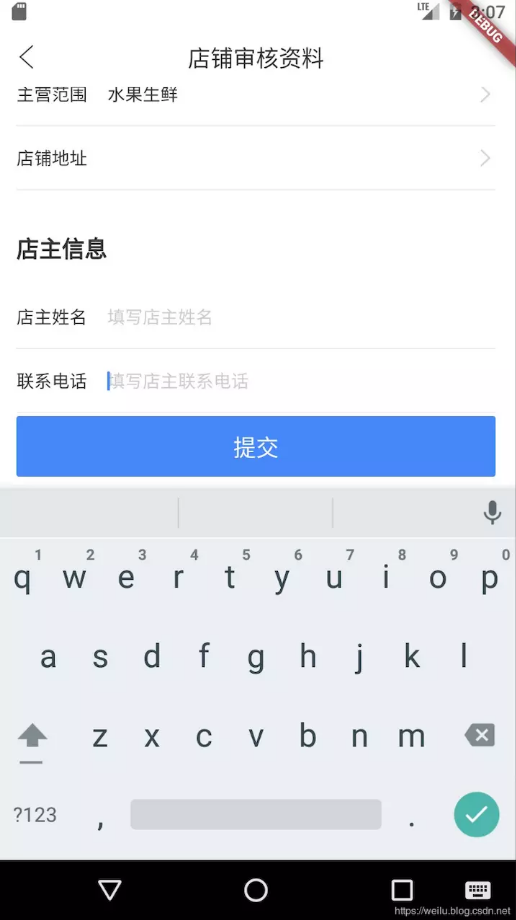 LTE 3:07
DEBUG
店铺审核资料
主营范围 水果生鲜
店铺地址
店主信息
店主姓名 填写店主姓名
联系电话 填写店主联系电话
提交
1 2 3 4 5 6 7 8 9 0
q w e r t y u i o p
a s d f g h j k l
z x c v b n m
?123 , .
https://weilu.blog.csdn.net